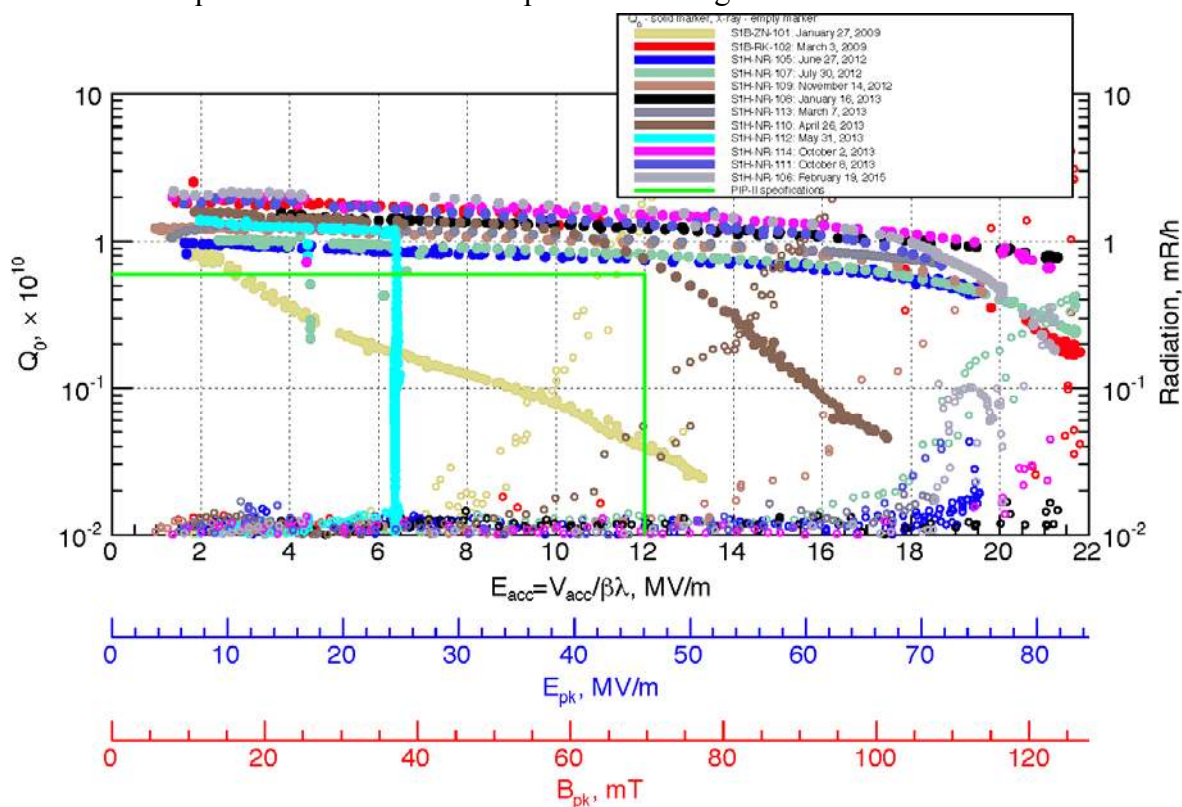 Q₀ - solid marker, X-ray - empty marker
S1B-ZN-101: January 27, 2009
S1B-RK-102: March 3, 2009
S1H-NR-105: June 27, 2012
S1H-NR-107: July 30, 2012
S1H-NR-109: November 14, 2012
S1H-NR-108: January 16, 2013
S1H-NR-113: March 7, 2013
S1H-NR-110: April 26, 2013
S1H-NR-112: May 31, 2013
S1H-NR-114: October 2, 2013
S1H-NR-111: October 8, 2013
S1H-NR-106: February 19, 2015
PIP-II specifications
10
1
10⁻¹
10⁻²
Q₀, × 10¹⁰
10
1
10⁻¹
10⁻²
Radiation, mR/h
0 2 4 6 8 10 12 14 16 18 20 22
E_acc=V_acc/βλ, MV/m
0 10 20 30 40 50 60 70 80
E_pk, MV/m
0 20 40 60 80 100 120
B_pk, mT